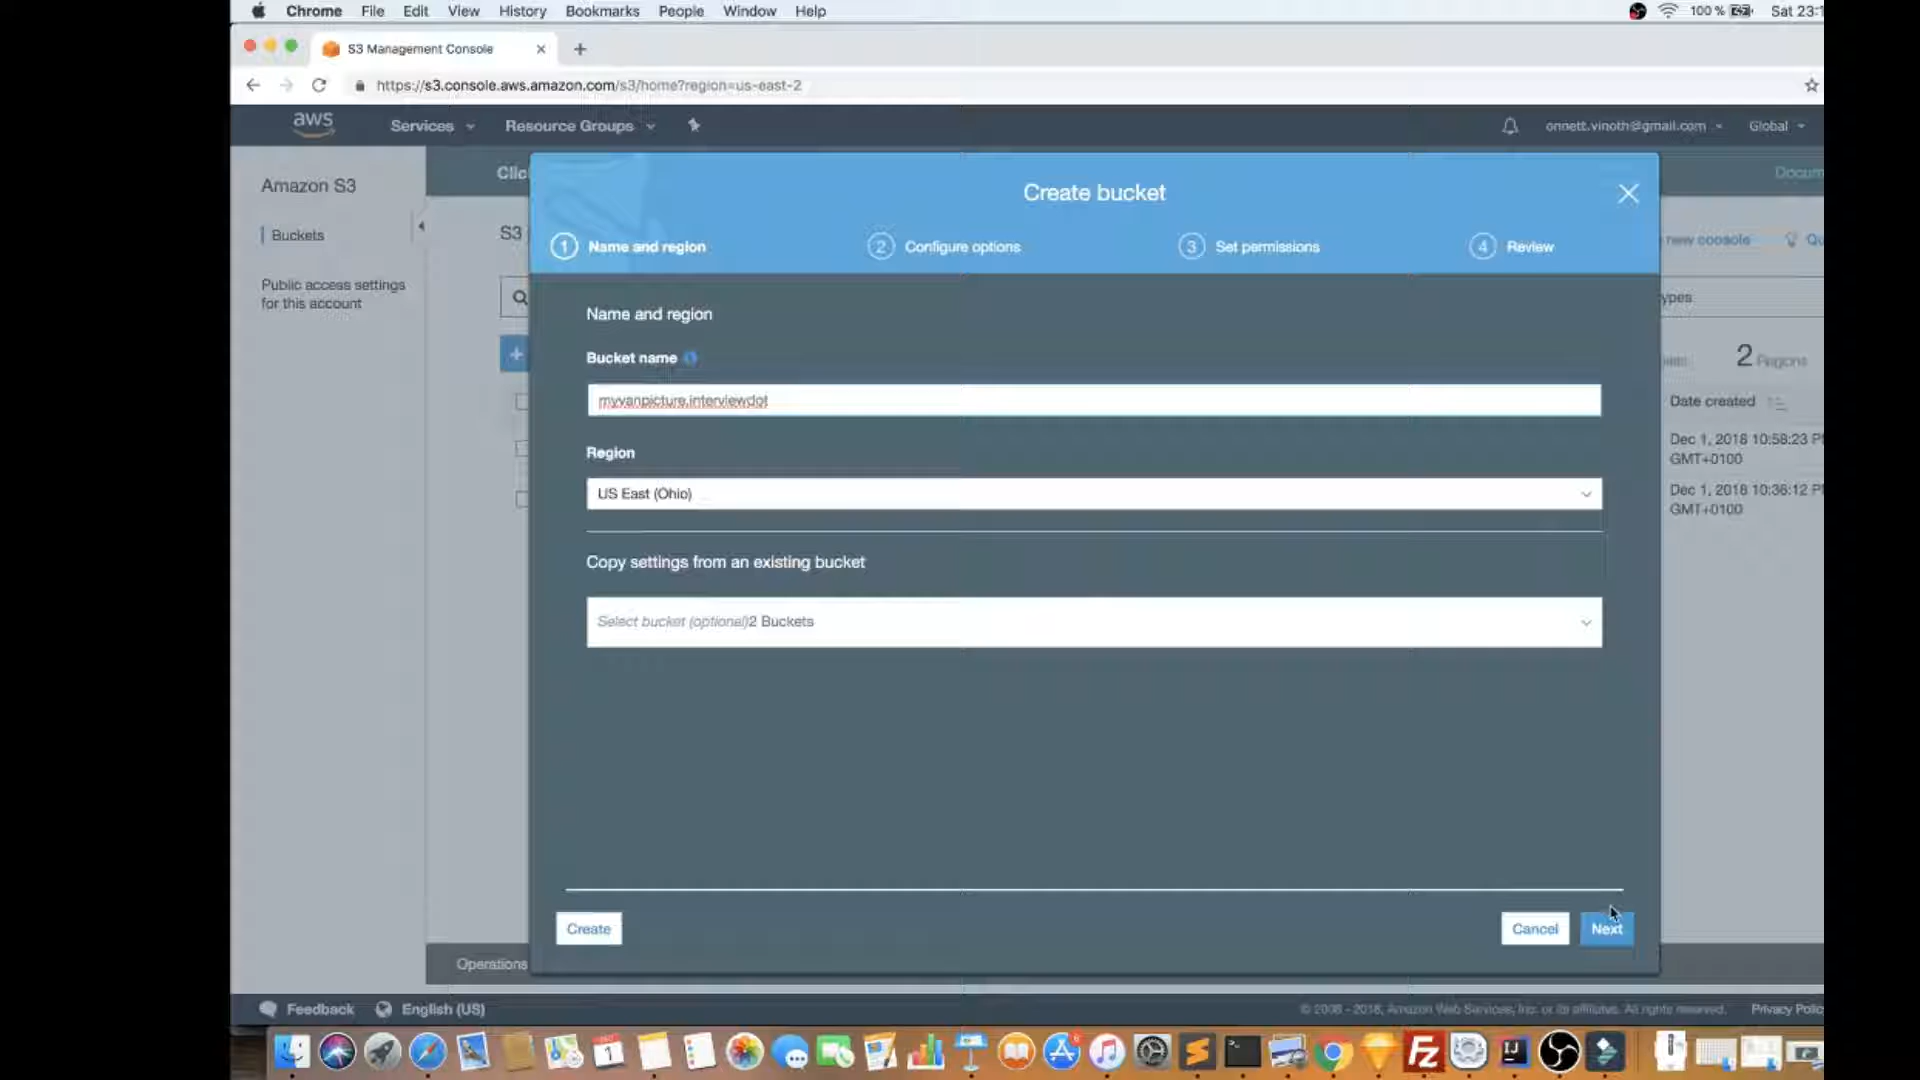 Chrome File Edit View History Bookmarks People Window Help 100 % Sat 23:1
S3 Management Console
https://s3.console.aws.amazon.com/s3/home?region=us-east-2
aws Services Resource Groups onnett.vinoth@gmail.com Global
Amazon S3
Buckets
Public access settings
for this account
Clic
Docum
S3
new console Qu
ypes
2 Regions
Date created
Dec 1, 2018 10:58:23 P
GMT+0100
Dec 1, 2018 10:36:12 P
GMT+0100
Create bucket
1 Name and region 2 Configure options 3 Set permissions 4 Review
Name and region
Bucket name
myvanpicture.interviewdot
Region
US East (Ohio)
Copy settings from an existing bucket
Select bucket (optional)2 Buckets
Create Cancel Next
Operations
Feedback English (US) © 2008 - 2018, Amazon Web Services, Inc. or its affiliates. All rights reserved. Privacy Polic